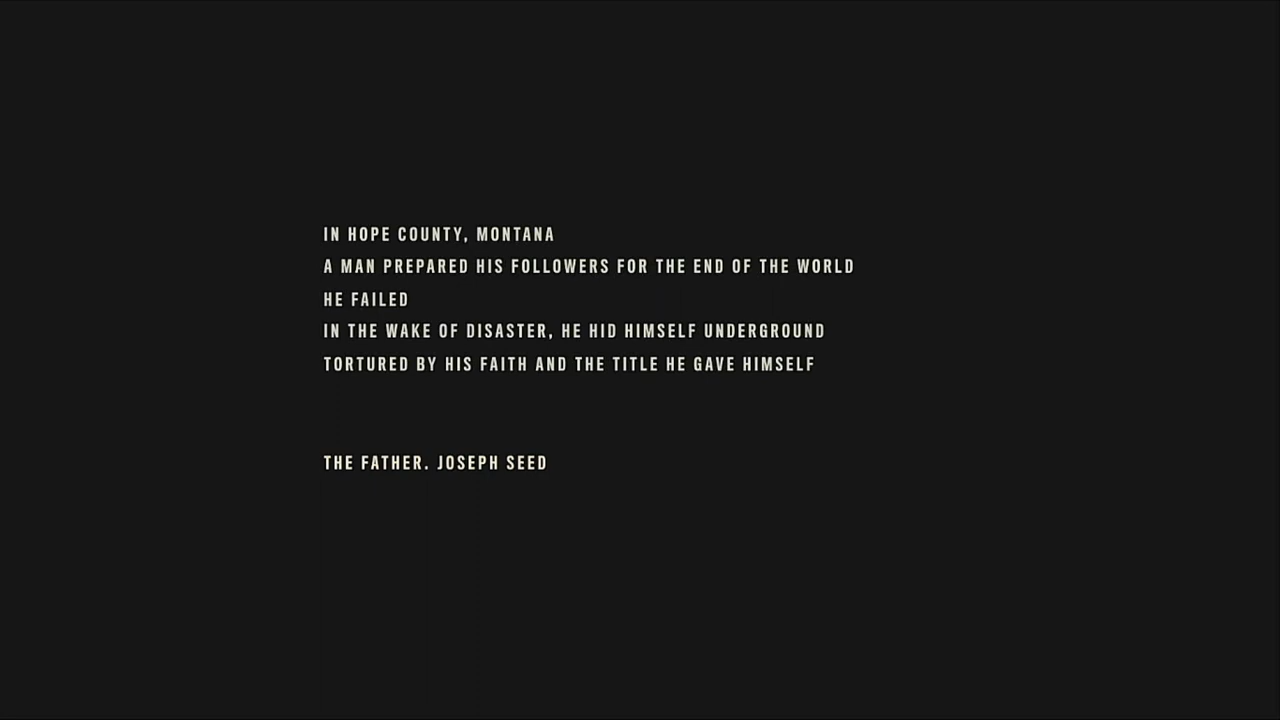 IN HOPE COUNTY, MONTANA
A MAN PREPARED HIS FOLLOWERS FOR THE END OF THE WORLD
HE FAILED
IN THE WAKE OF DISASTER, HE HID HIMSELF UNDERGROUND
TORTURED BY HIS FAITH AND THE TITLE HE GAVE HIMSELF
THE FATHER. JOSEPH SEED